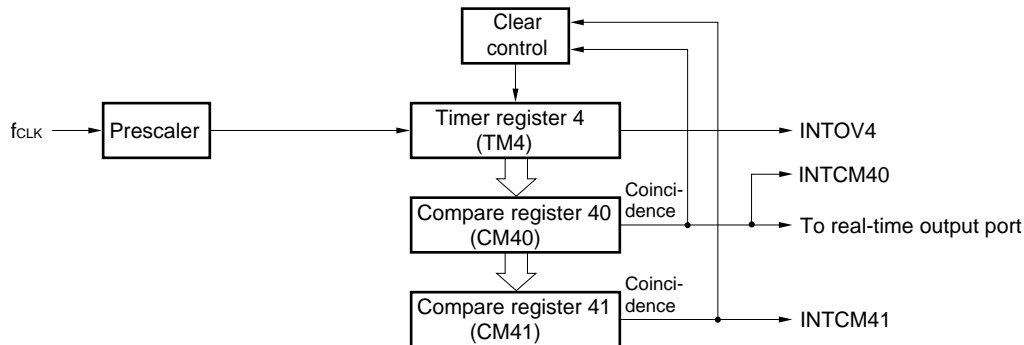 Clear
control
fCLK
Prescaler
Timer register 4
(TM4)
INTOV4
INTCM40
Coinci-
dence
Compare register 40
(CM40)
To real-time output port
Coinci-
dence
Compare register 41
(CM41)
INTCM41